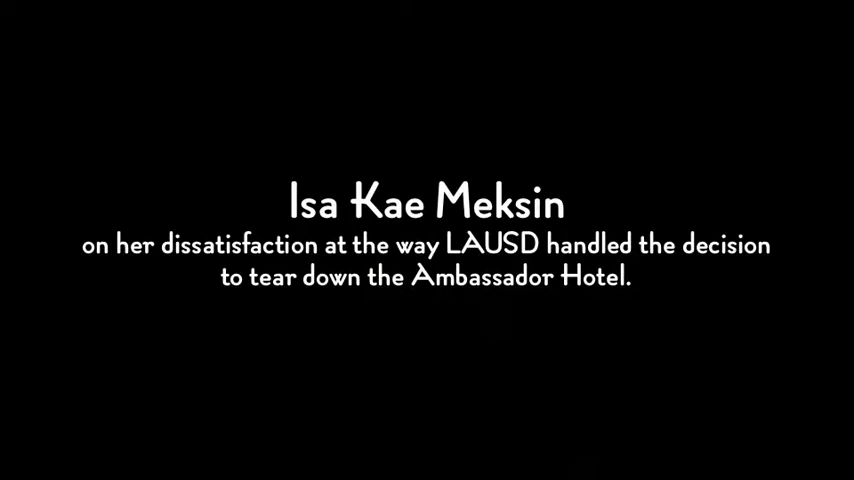 Isa Kae Meksin
on her dissatisfaction at the way LAUSD handled the decision
to tear down the Ambassador Hotel.